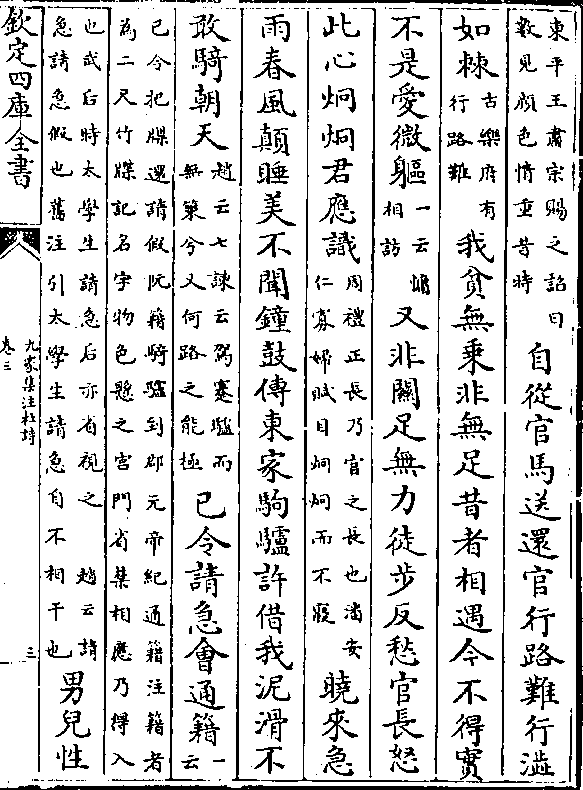 東平王肅宗賜之詔曰
數見顏色情重昔時
自從官馬送還官行路難行澁
如棘
古樂府有
行路難
我貧無乘非無足昔者相遇今不得實
不是愛微軀
一云慵
相訪
又非關足無力徒步反愁官長怒
此心炯炯君應識
周禮正長乃官之長也潘安
仁寡婦賦目炯炯而不寢
曉來急
雨春風顛睡美不聞鐘鼓傳東家駒驢許借我泥滑不
敢騎朝天
趙云七諫云駕蹇驢而
無策今又何路之能極
已令請急㑹通籍
一
云
已令把牒還請假阮籍騎驢到郡元帝紀通籍注籍者
為二尺竹牒記名字物色懸之宫門省禁相應乃得入
也武后時太學生請急后亦省視之 趙云請
急請急假也舊注引太學生請急自不相干也
男兒性
欽定四庫全書
九家集注杜詩
卷三
三